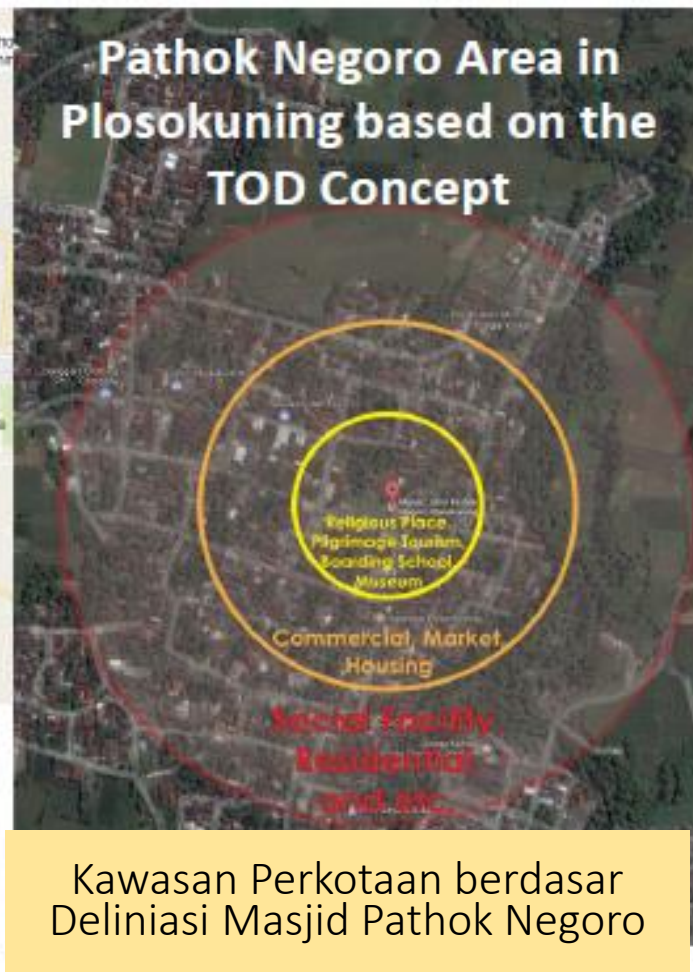 Pathok Negoro Area in
Plosokuning based on the
TOD Concept
Religious Place,
Pilgrimage Tourism,
Boarding School,
Museum
Commercial, Market,
Housing
Social Facility,
Residential
and etc.
Kawasan Perkotaan berdasar
Deliniasi Masjid Pathok Negoro